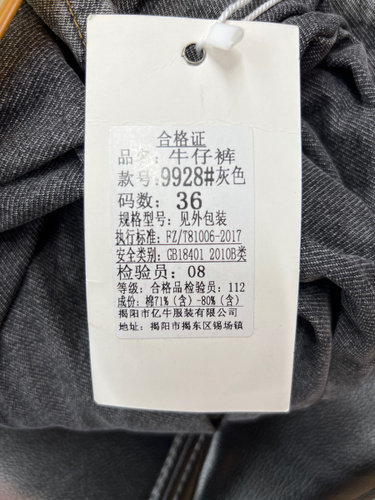 合格证
品名:牛仔裤
款号:9928#灰色
码数: 36
规格型号: 见外包装
执行标准: FZ/T81006-2017
安全类别: GB18401 2010B类
检验员: 08
等级: 合格品检验员: 112
成份: 棉71%(含)-80%(含)
揭阳市亿牛服装有限公司
地址: 揭阳市揭东区锡场镇